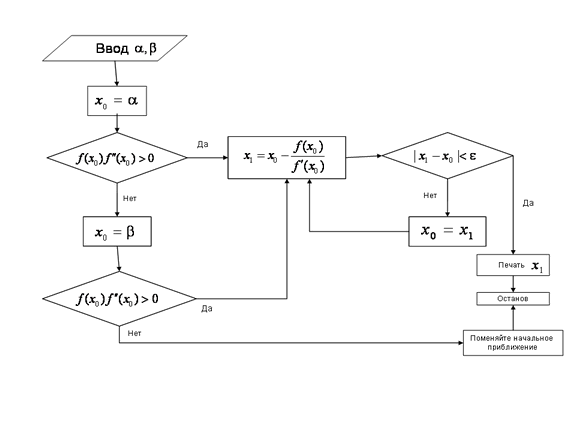 Ввод α, β
x₀ = α
f(x₀)f″(x₀) > 0
Да
x₁ = x₀ − f(x₀)/f′(x₀)
| x₁ − x₀ | < ε
Нет
Нет
Да
x₀ = β
x₀ = x₁
Печать x₁
f(x₀)f″(x₀) > 0
Да
Останов
Нет
Поменяйте начальное
приближение